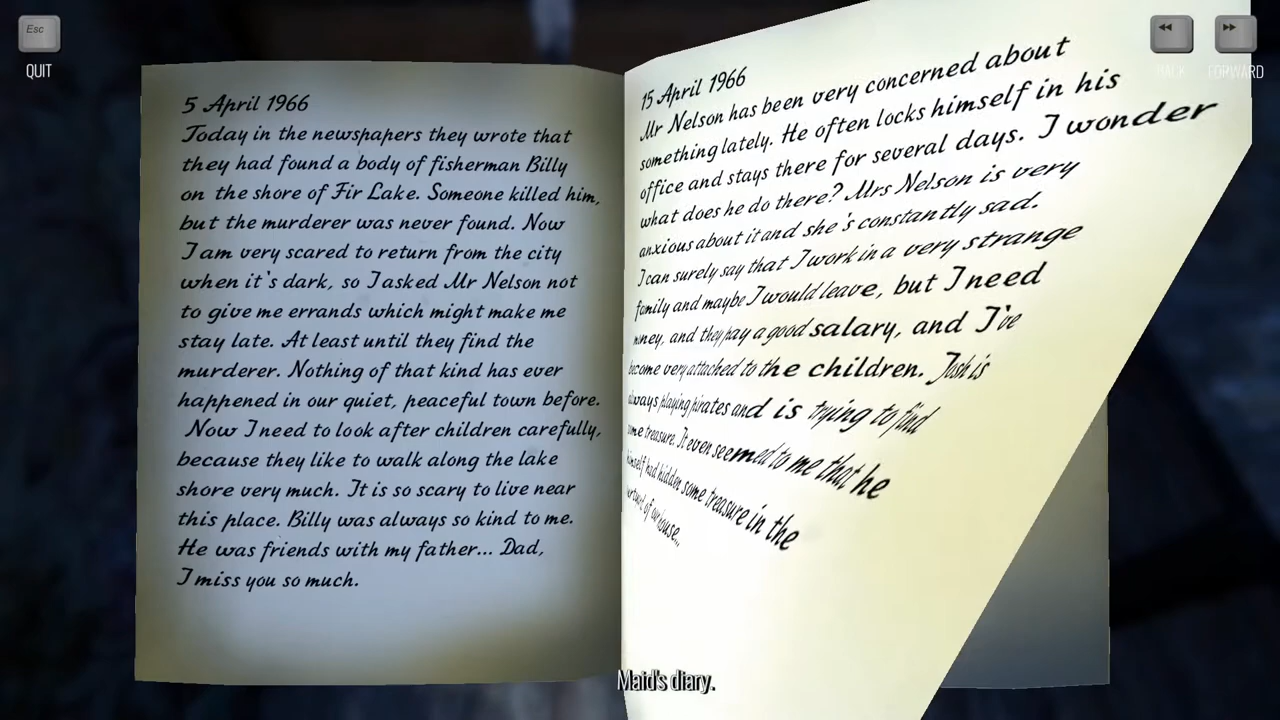 Esc
QUIT
BACK
FORWARD
5 April 1966
Today in the newspapers they wrote that
they had found a body of fisherman Billy
on the shore of Fir Lake. Someone killed him,
but the murderer was never found. Now
I am very scared to return from the city
when it's dark, so I asked Mr Nelson not
to give me errands which might make me
stay late. At least until they find the
murderer. Nothing of that kind has ever
happened in our quiet, peaceful town before.
Now I need to look after children carefully,
because they like to walk along the lake
shore very much. It is so scary to live near
this place. Billy was always so kind to me.
He was friends with my father... Dad,
I miss you so much.
15 April 1966
Mr Nelson has been very concerned about
something lately. He often locks himself in his
office and stays there for several days. I wonder
what does he do there? Mrs Nelson is very
anxious about it and she's constantly sad.
I can surely say that I work in a very strange
family and maybe I would leave, but I need
money, and they pay a good salary, and I've
become very attached to the children. Josh is
always playing pirates and is trying to find
some treasure. It even seemed to me that he
himself had hidden some treasure in the
of our house...
Maid's diary.